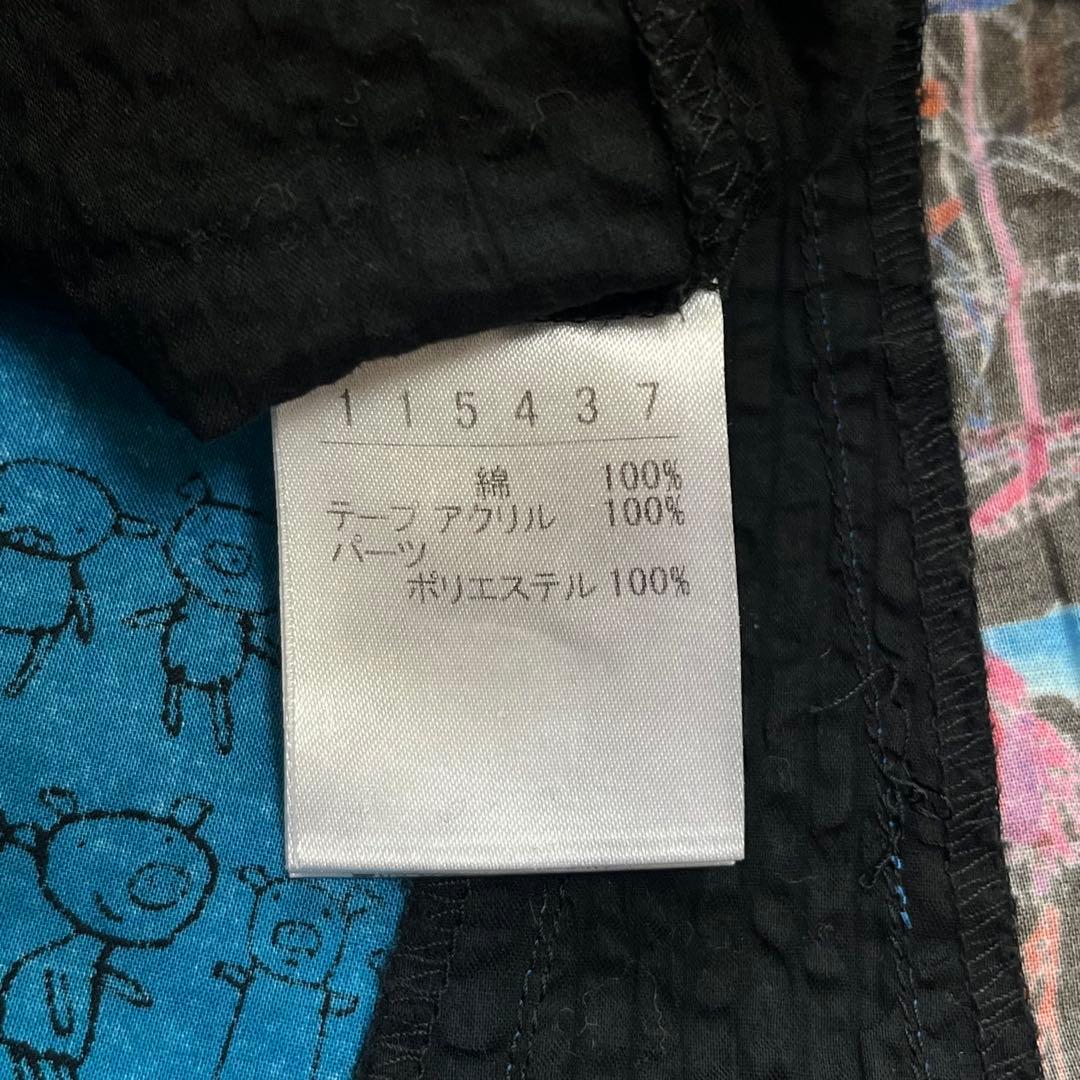 115437
綿 100%
テープ アクリル 100%
パーツ
ポリエステル 100%